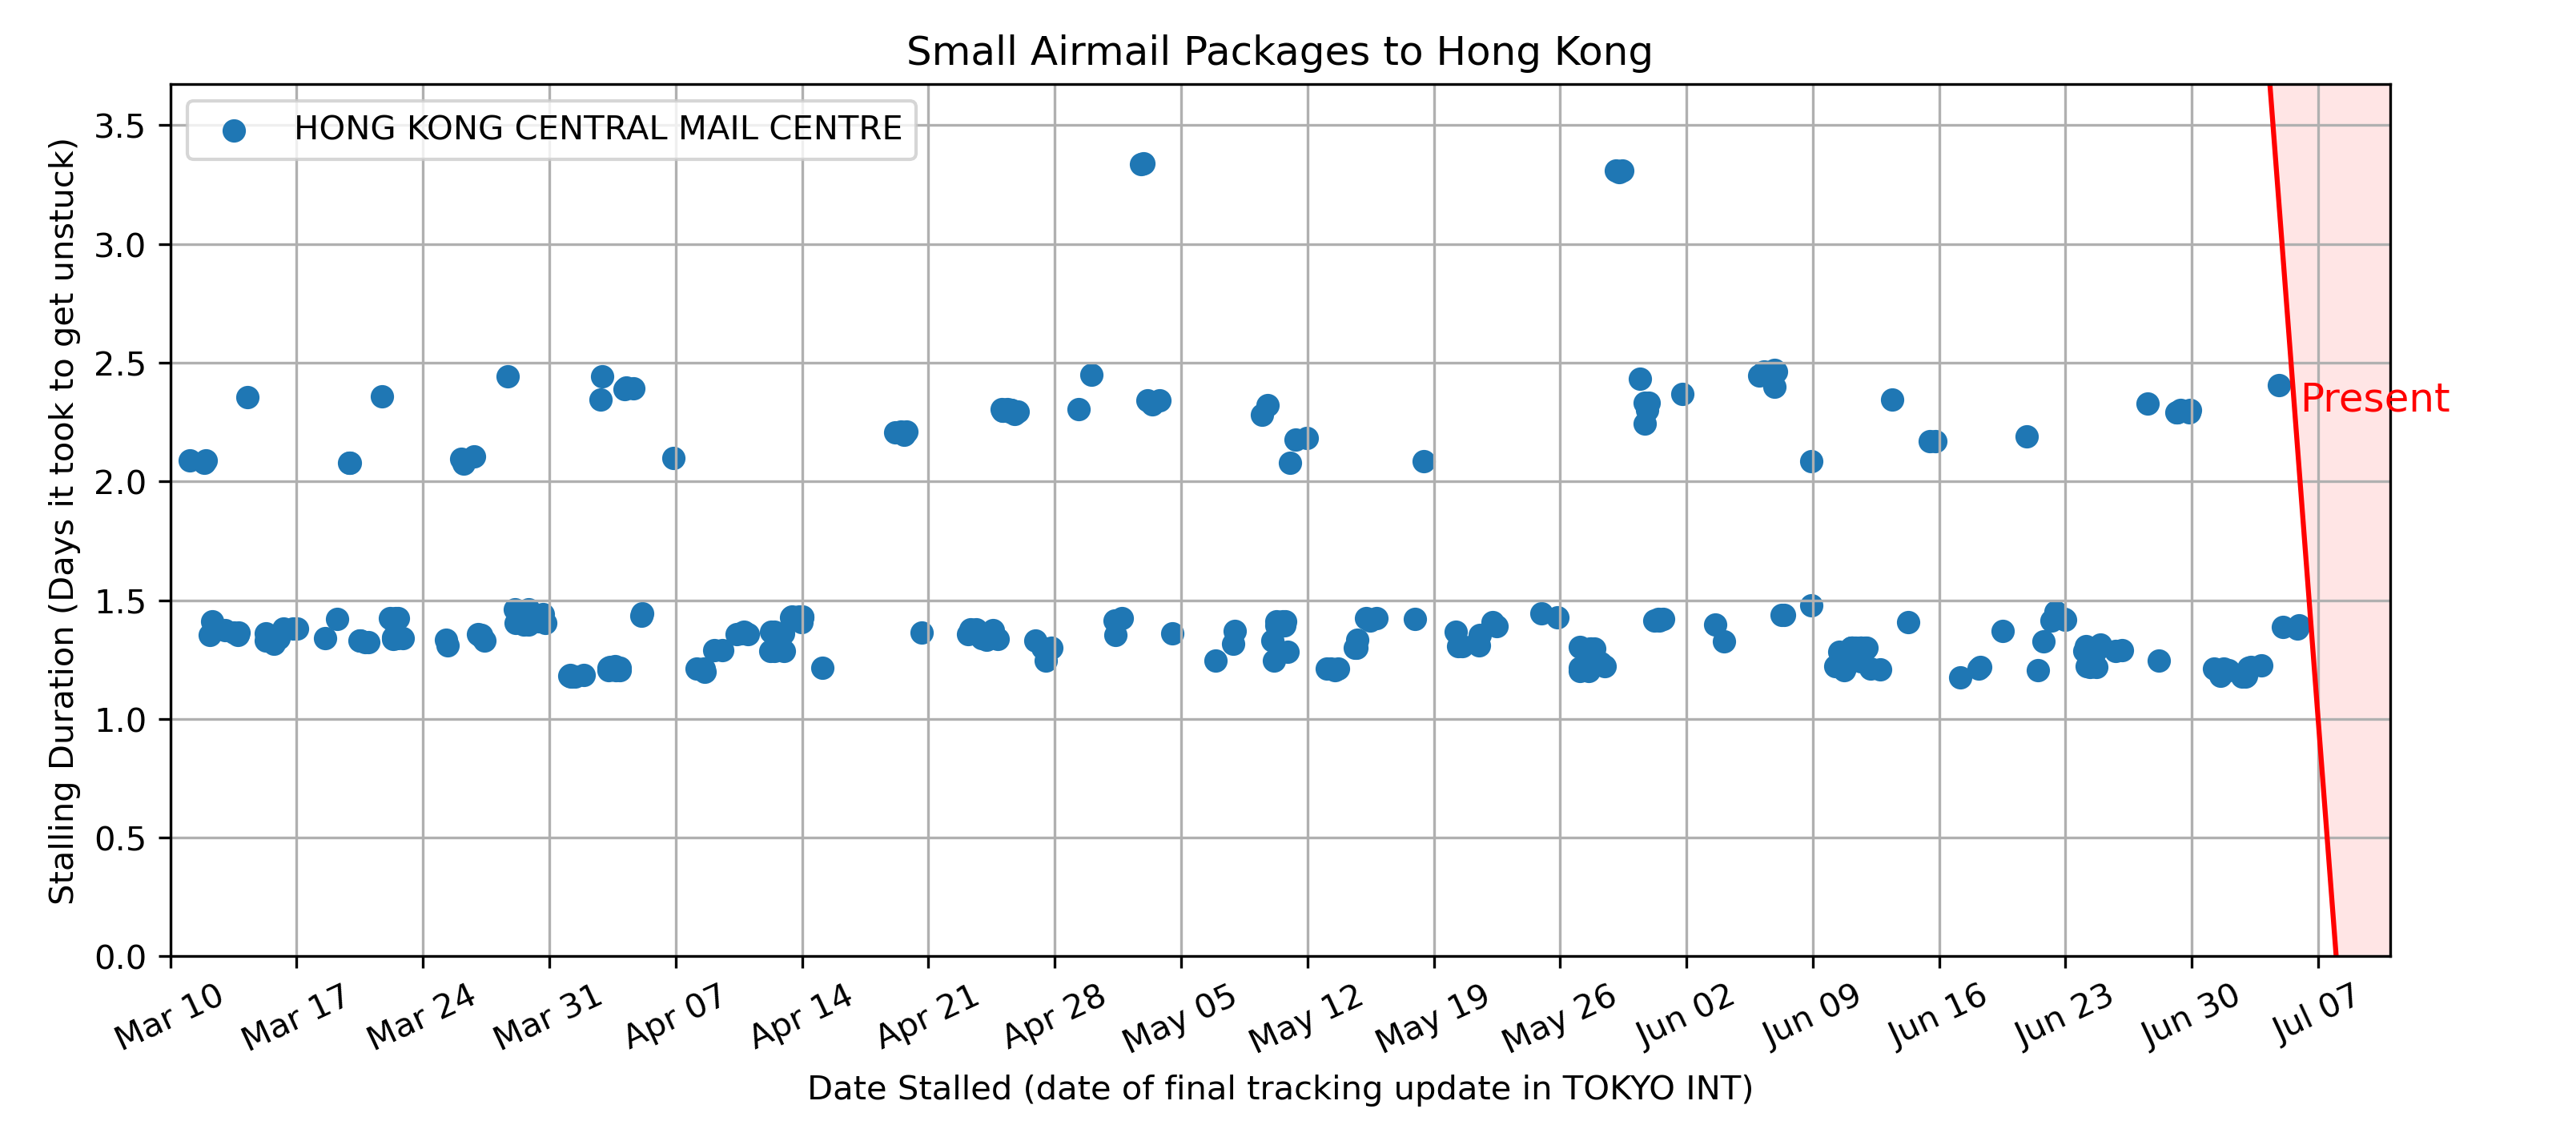 Small Airmail Packages to Hong Kong
HONG KONG CENTRAL MAIL CENTRE
Stalling Duration (Days it took to get unstuck)
3.5
3.0
2.5
2.0
1.5
1.0
0.5
0.0
Present
Mar 10 Mar 17 Mar 24 Mar 31 Apr 07 Apr 14 Apr 21 Apr 28 May 05 May 12 May 19 May 26 Jun 02 Jun 09 Jun 16 Jun 23 Jun 30 Jul 07
Date Stalled (date of final tracking update in TOKYO INT)